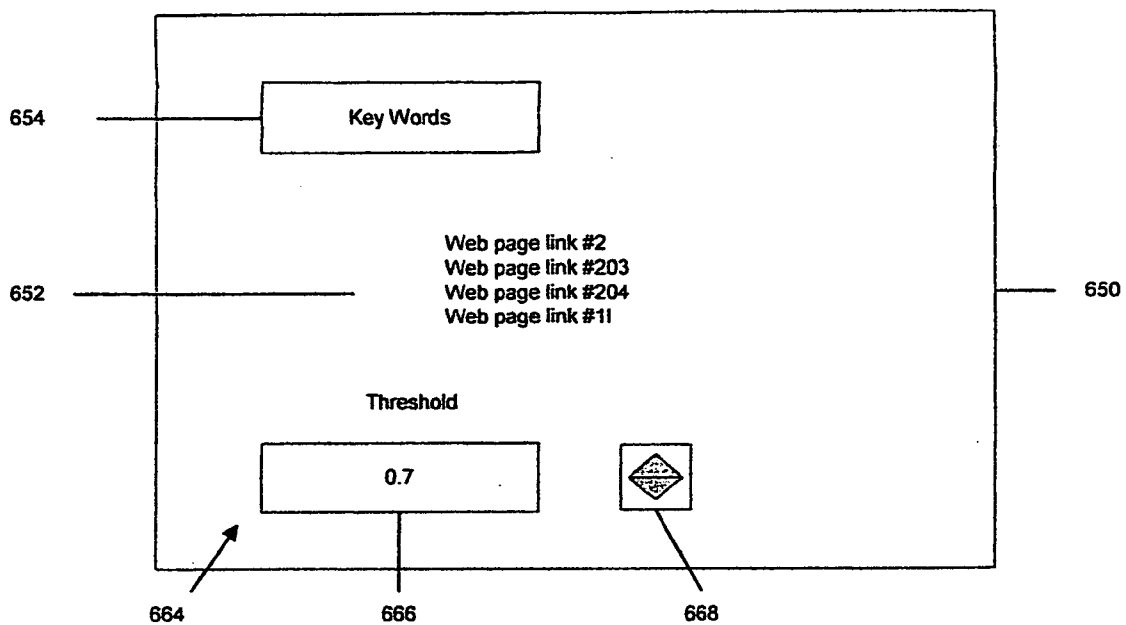 654
Key Words
Web page link #2
Web page link #203
652
Web page link #204
650
Web page link #1l
Threshold
0.7
664
666
668